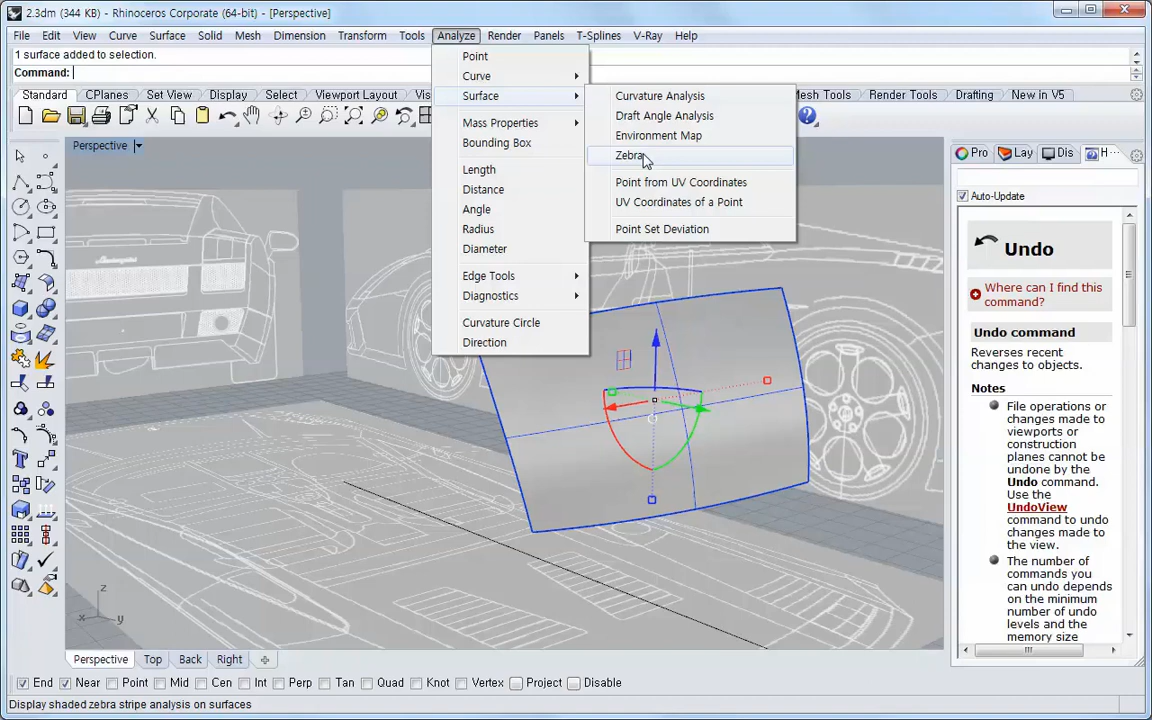 2.3dm (344 KB) - Rhinoceros Corporate (64-bit) - [Perspective]
File Edit View Curve Surface Solid Mesh Dimension Transform Tools Analyze Render Panels T-Splines V-Ray Help
1 surface added to selection.
Command:
Standard CPlanes Set View Display Select Viewport Layout Mesh Tools Render Tools Drafting New in V5
Point
Curve
Surface
Mass Properties
Bounding Box
Length
Distance
Angle
Radius
Diameter
Edge Tools
Diagnostics
Curvature Circle
Direction
Curvature Analysis
Draft Angle Analysis
Environment Map
Zebra
Point from UV Coordinates
UV Coordinates of a Point
Point Set Deviation
Perspective
z
x
y
Pro Lay Dis H
Auto-Update
Undo
Where can I find this
command?
Undo command
Reverses recent
changes to objects.
Notes
File operations or
changes made to
viewports or
construction
planes cannot be
undone by the
Undo command.
Use the
UndoView
command to undo
changes made to
the view.
The number of
commands you
can undo depends
on the minimum
number of undo
levels and the
memory size
Perspective Top Back Right
End Near Point Mid Cen Int Perp Tan Quad Knot Vertex Project Disable
Display shaded zebra stripe analysis on surfaces